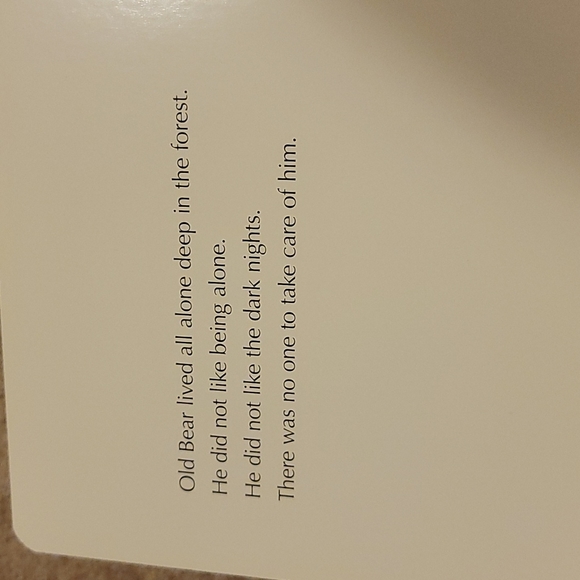 Old Bear lived all alone deep in the forest.
He did not like being alone.
He did not like the dark nights.
There was no one to take care of him.